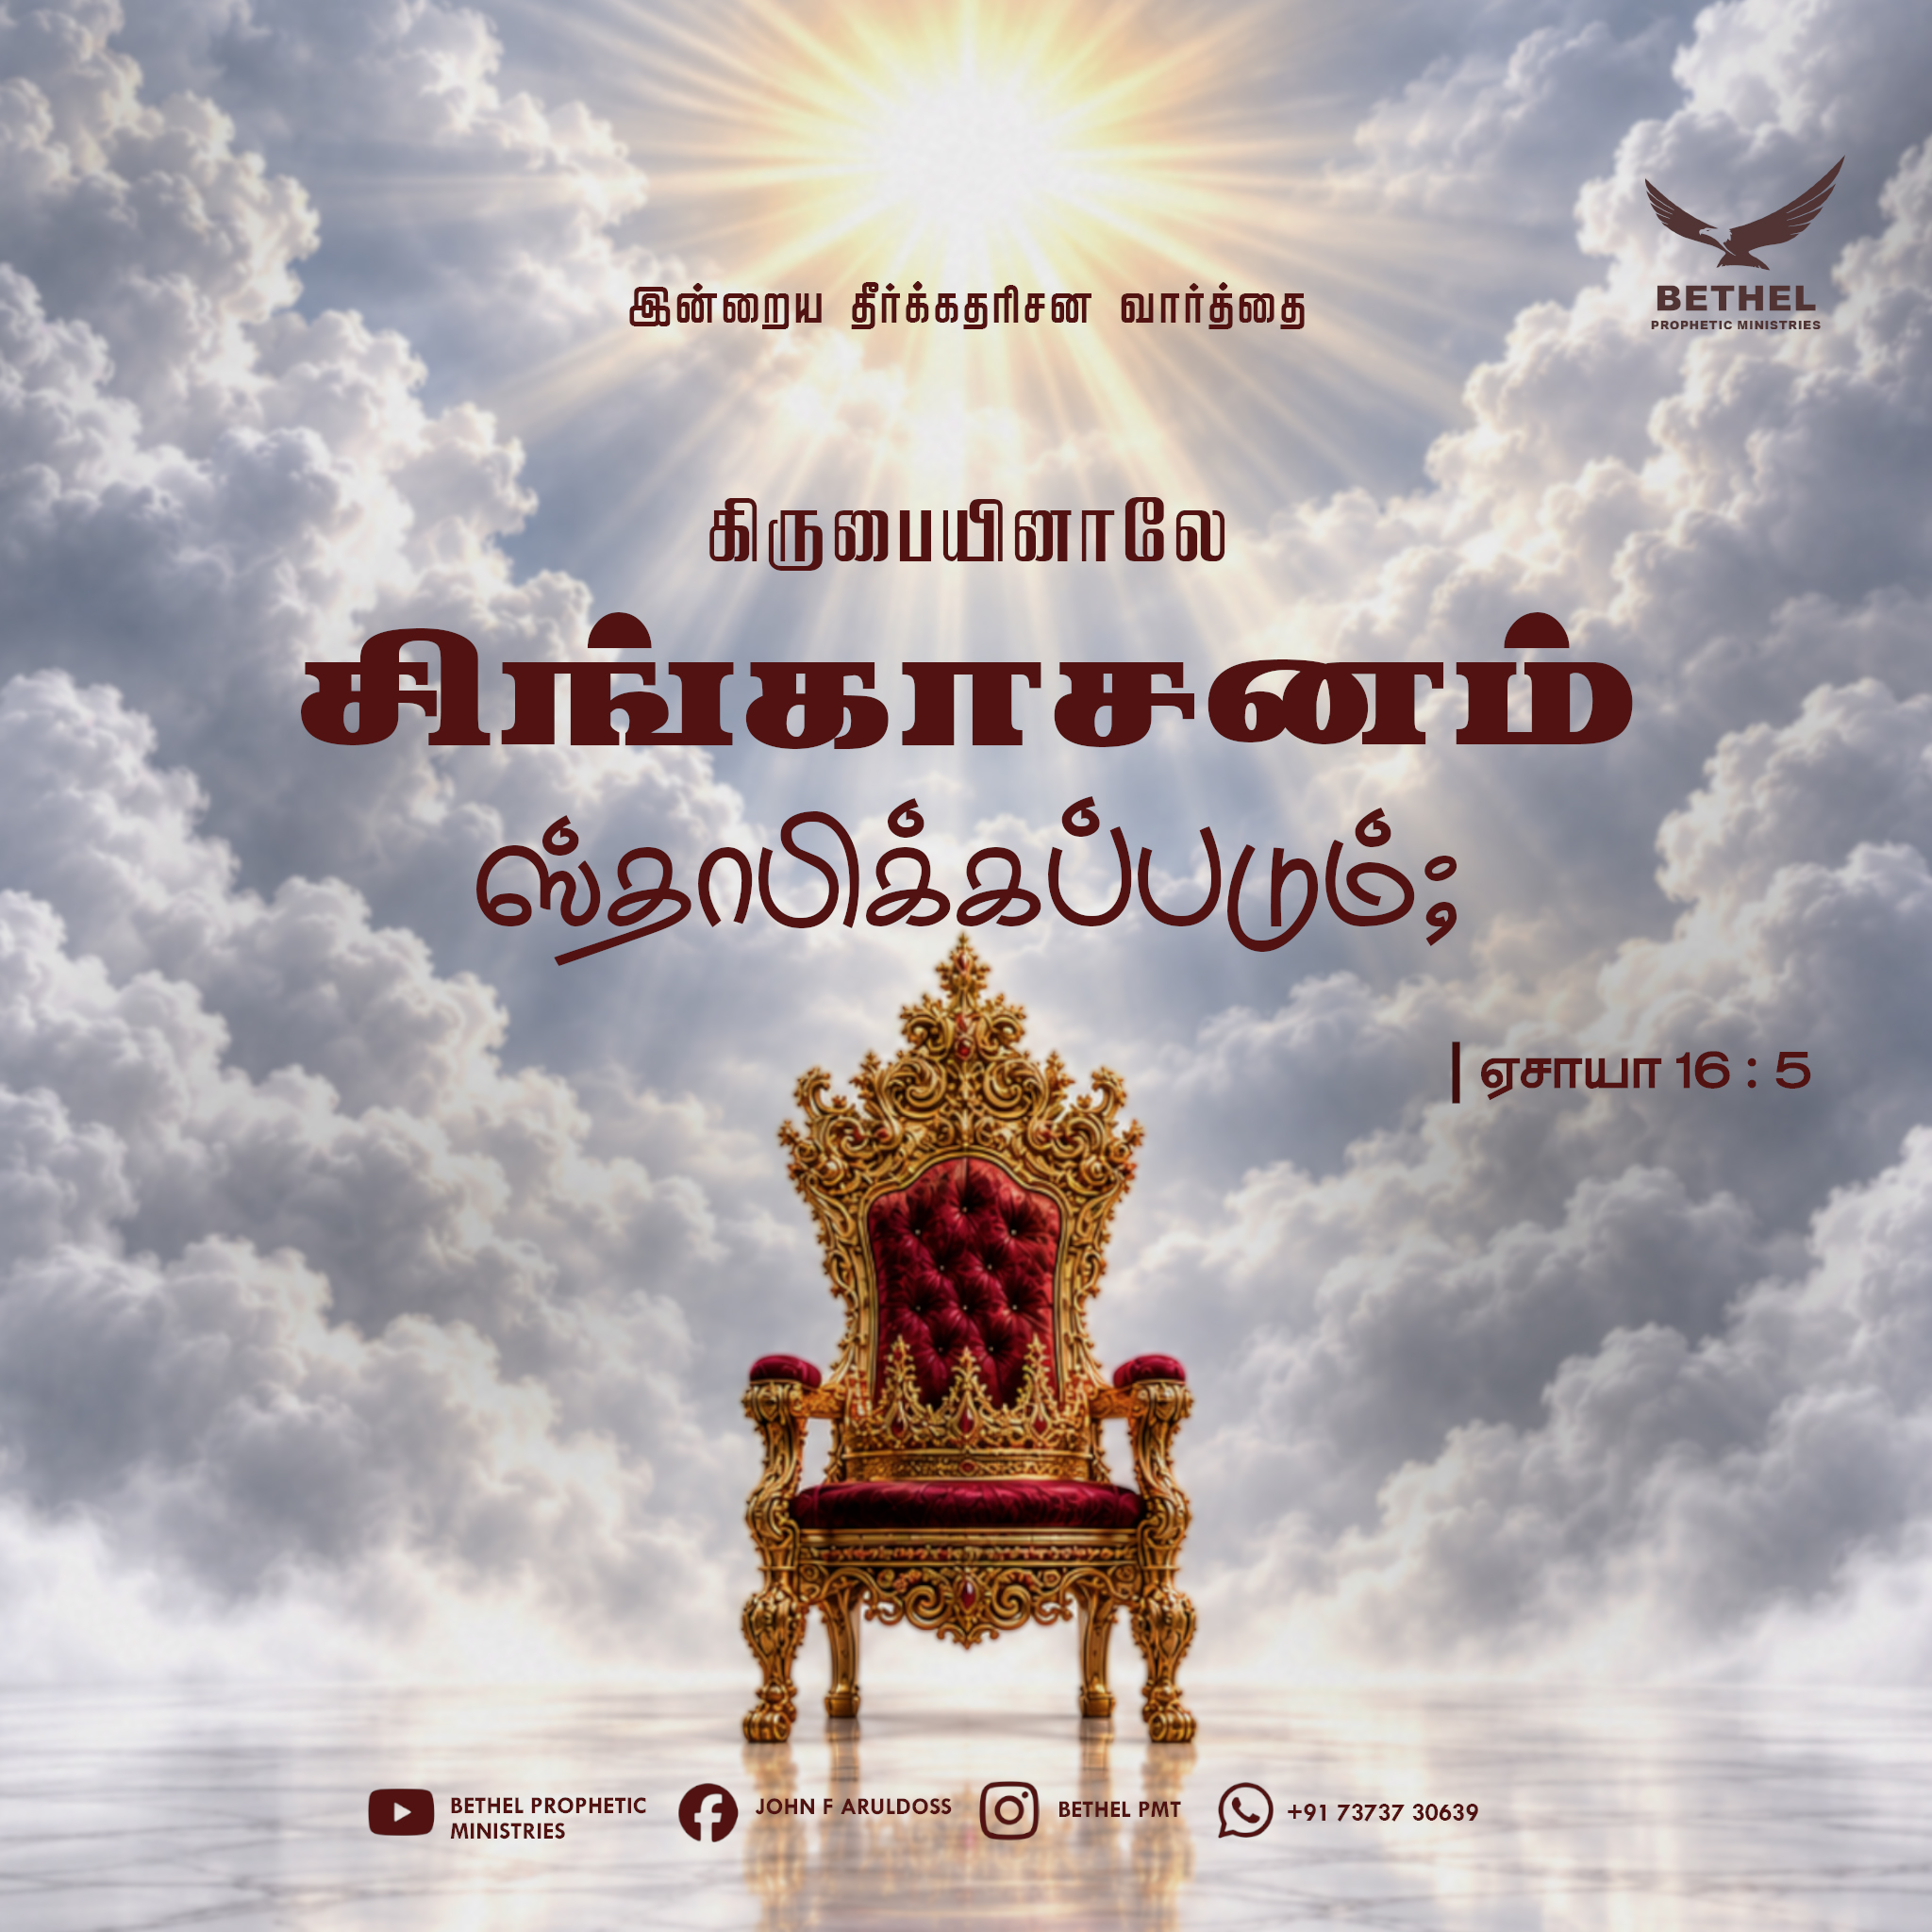 இன்றைய தீர்க்கதரிசன வார்த்தை
BETHEL
PROPHETIC MINISTRIES
கிருபையினாலே
சிங்காசனம்
ஸ்தாபிக்கப்படும்;
| ஏசாயா 16 : 5
BETHEL PROPHETIC
MINISTRIES
JOHN F ARULDOSS
BETHEL PMT
+91 73737 30639